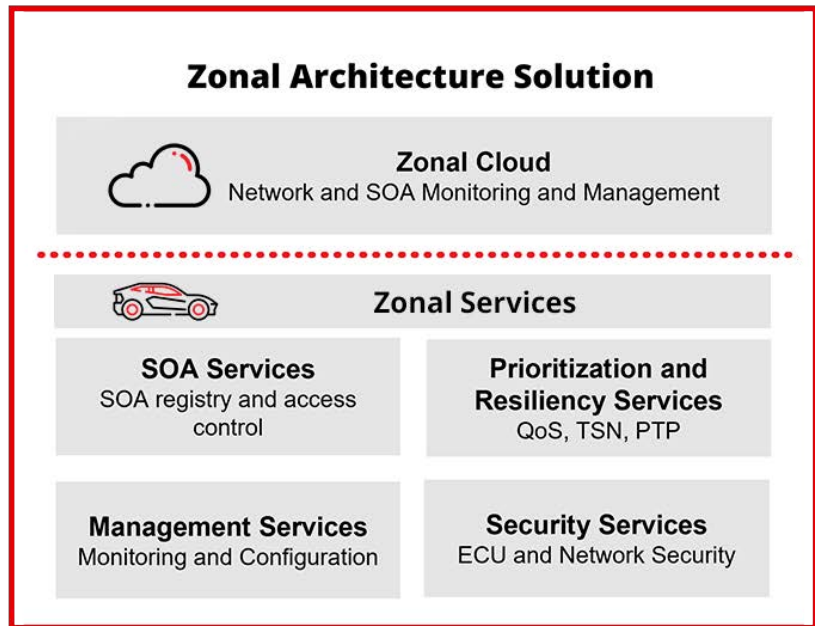 Zonal Architecture Solution
Zonal Cloud
Network and SOA Monitoring and Management
Zonal Services
SOA Services
SOA registry and access
control
Prioritization and
Resiliency Services
QoS, TSN, PTP
Management Services
Monitoring and Configuration
Security Services
ECU and Network Security